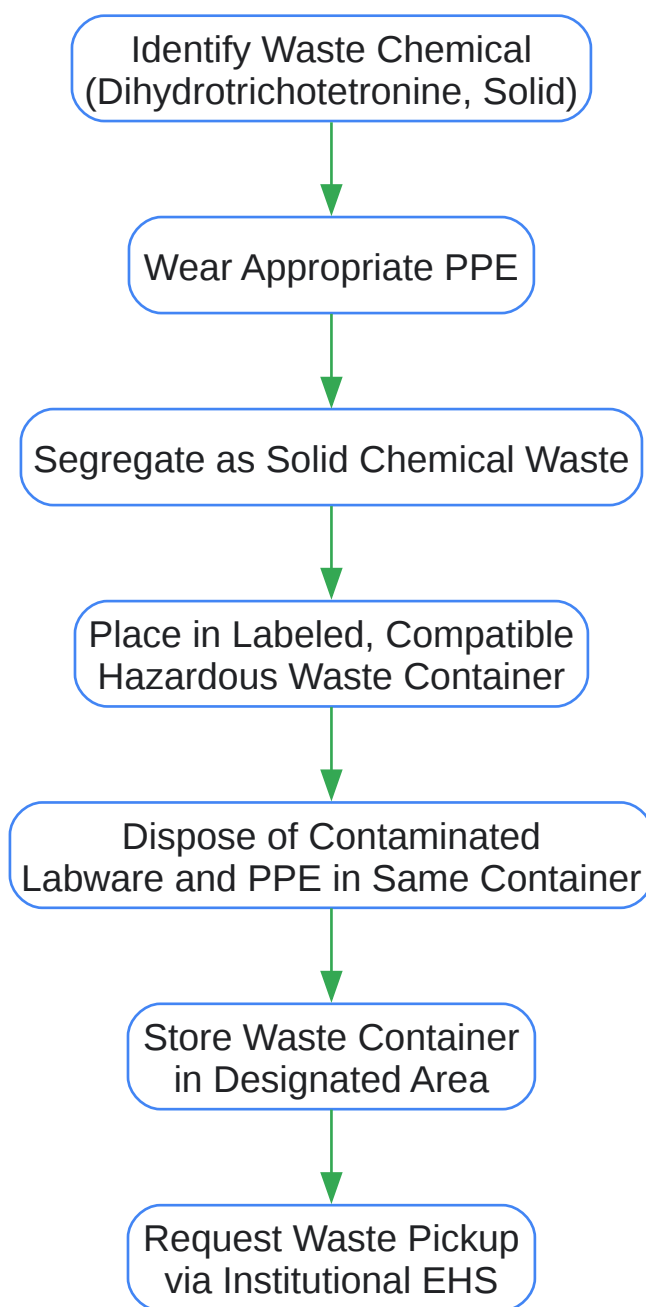 Identify Waste Chemical
(Dihydrotrichotetronine, Solid)
Wear Appropriate PPE
Segregate as Solid Chemical Waste
Place in Labeled, Compatible
Hazardous Waste Container
Dispose of Contaminated
Labware and PPE in Same Container
Store Waste Container
in Designated Area
Request Waste Pickup
via Institutional EHS